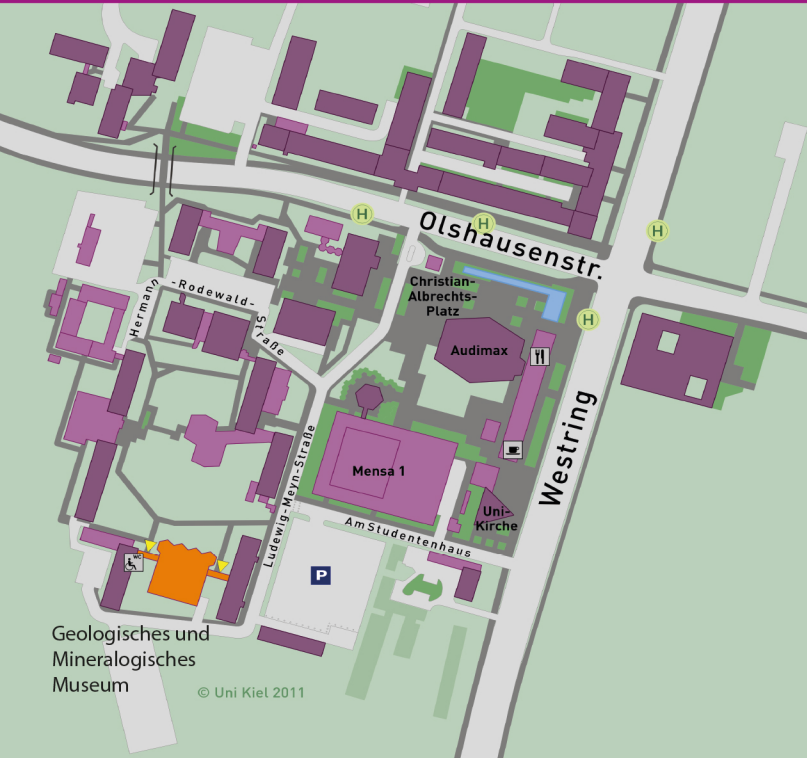 H
H
H
Olshausenstr.
Christian-
Albrechts-
Platz
Hermann
-Rodewald-
Straße
H
Audimax
Westring
Ludewig-Meyn-Straße
Mensa 1
Uni-
Kirche
Am Studentenhaus
WC
P
Geologisches und
Mineralogisches
Museum
© Uni Kiel 2011